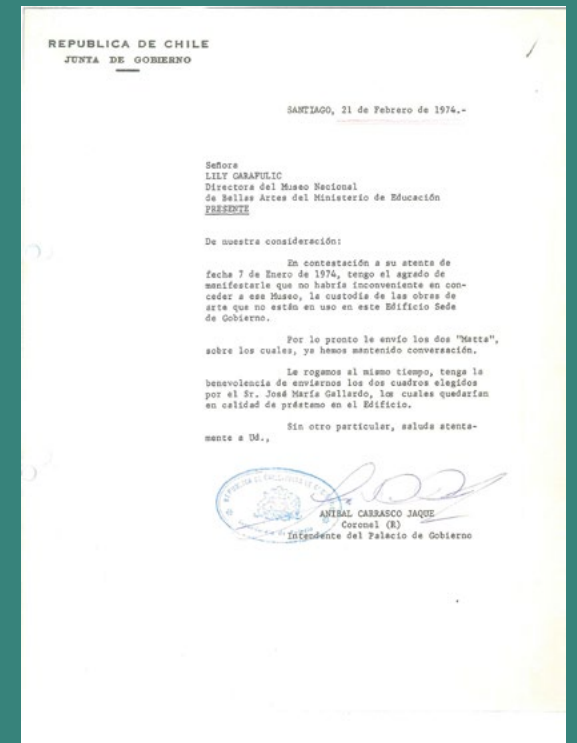 REPUBLICA DE CHILE
JUNTA DE GOBIERNO
SANTIAGO, 21 de Febrero de 1974.-
Señora
LILY GARAFULIC
Directora del Museo Nacional
de Bellas Artes del Ministerio de Educación
PRESENTE
De nuestra consideración:
En contestación a su atenta de
fecha 7 de Enero de 1974, tengo el agrado de
manifestarle que no habría inconveniente en con-
ceder a ese Museo, la custodia de las obras de
arte que no están en uso en este Edificio Sede
de Gobierno.
Por lo pronto le envío los dos "Matta",
sobre los cuales, ya hemos mantenido conversación.
Le rogamos al mismo tiempo, tenga la
benevolencia de enviarnos los dos cuadros elegidos
por el Sr. José María Gallardo, los cuales quedarían
en calidad de préstamo en el Edificio.
Sin otro particular, saluda atenta-
mente a Ud.,
ANIBAL CARRASCO JAQUE
Coronel (R)
Intendente del Palacio de Gobierno